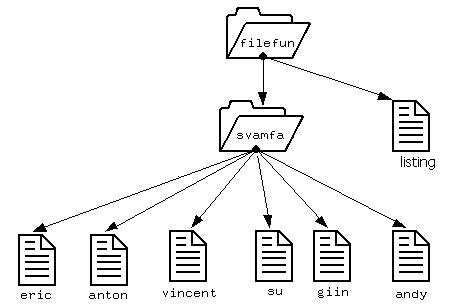 filefun
svamfa
listing
eric
anton
vincent
su
giin
andy